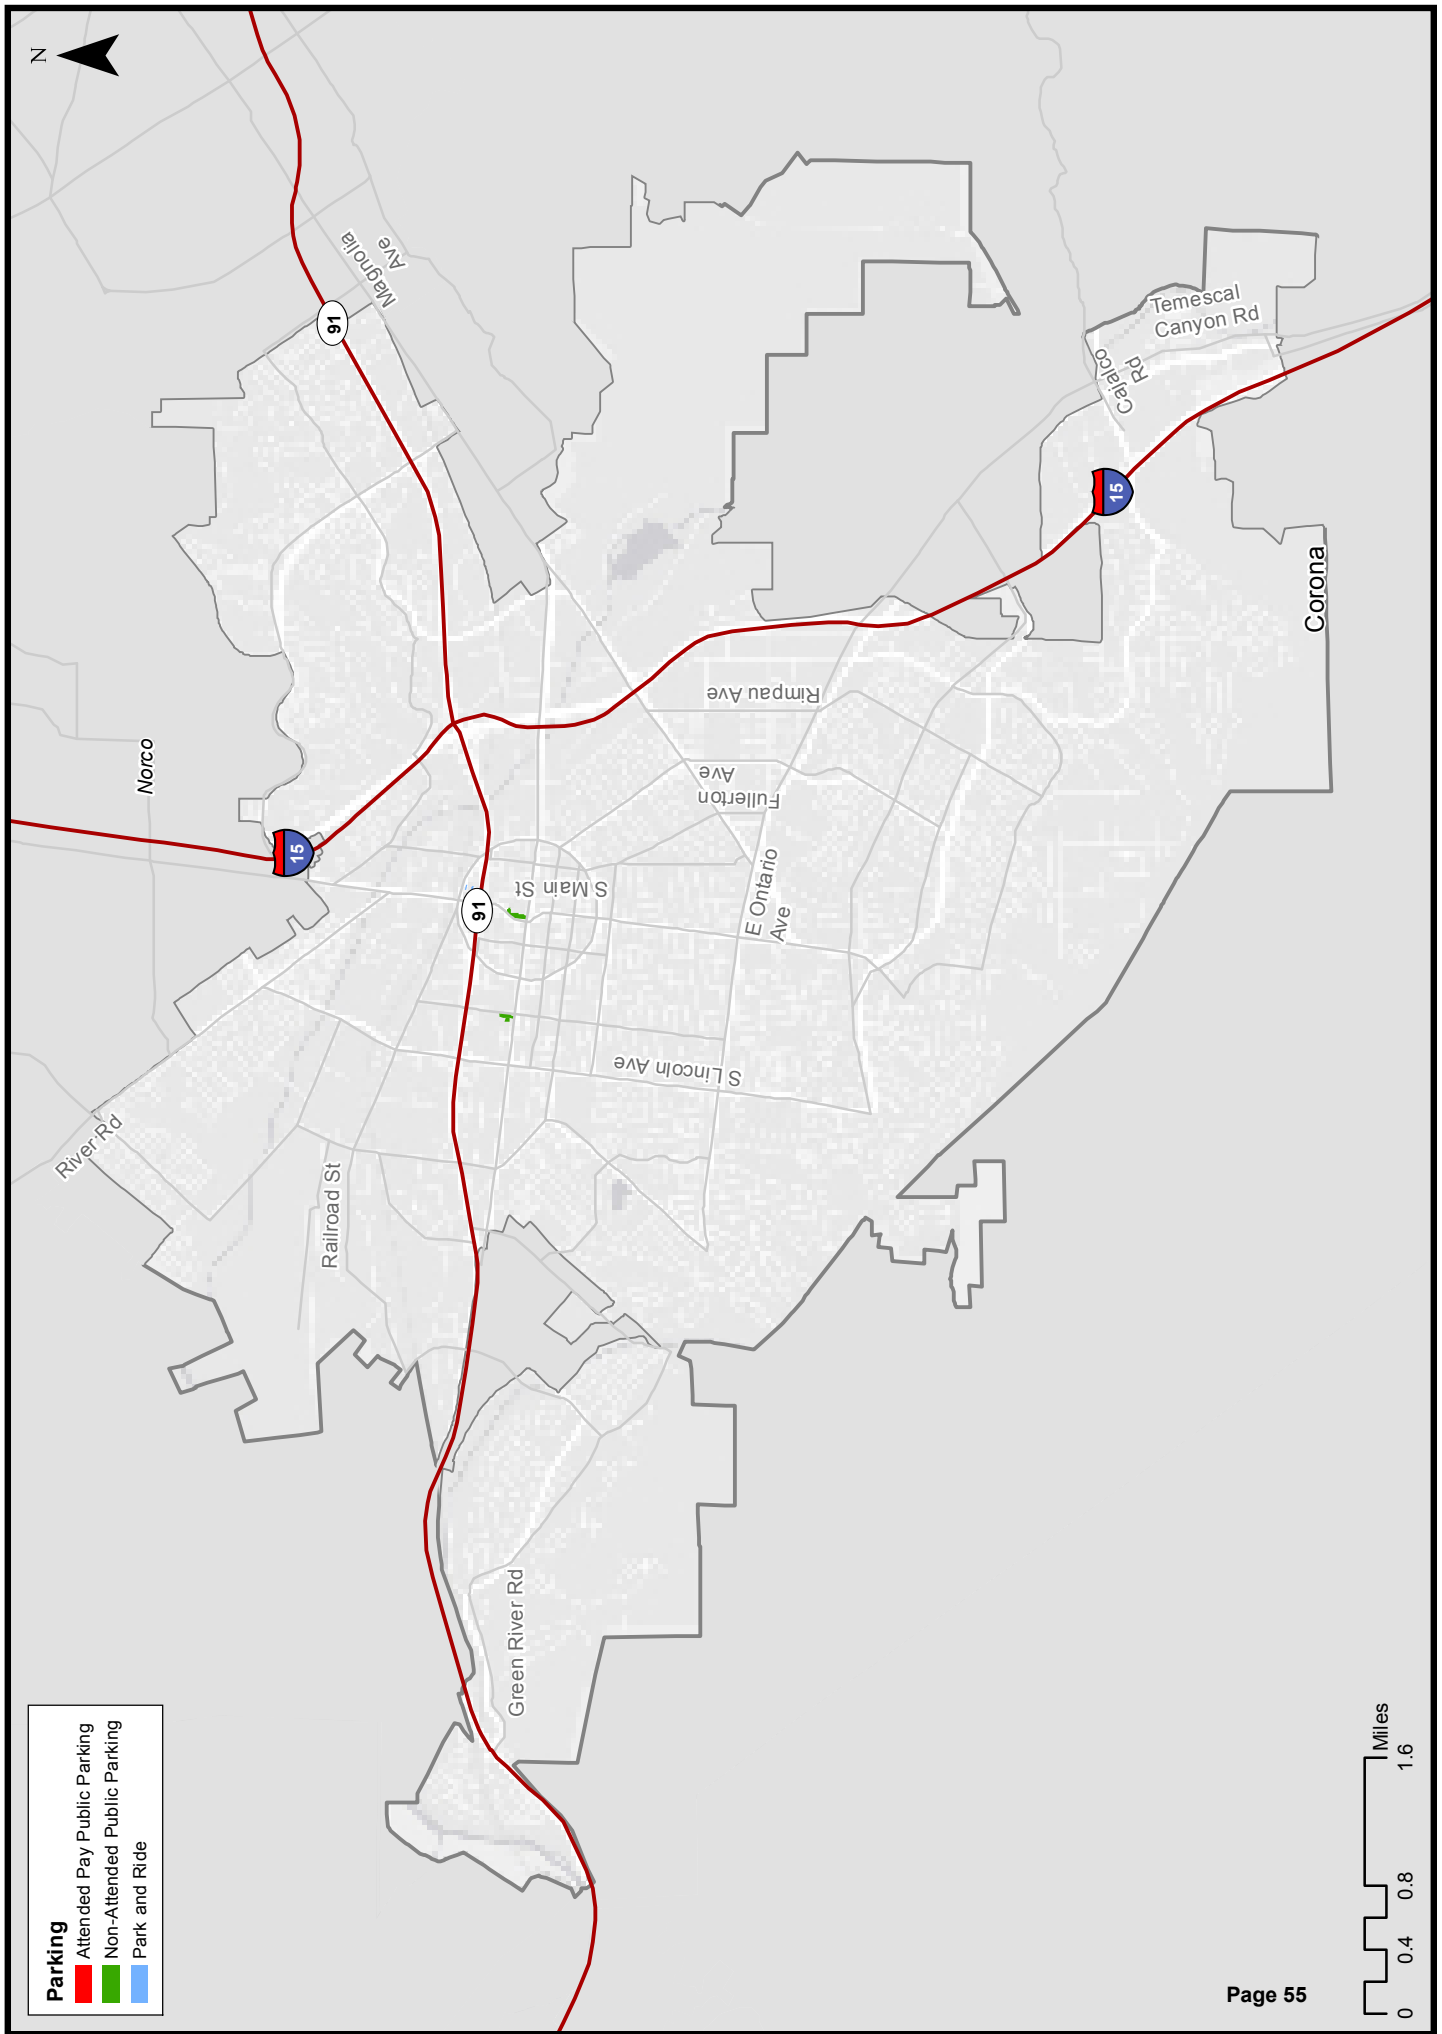 N
Magnolia
Ave
91
Temescal
Canyon Rd
Cajalco
Rd
15
Corona
Norco
Rimpau Ave
Fullerton
Ave
15
S Main St
E Ontario
Ave
91
S Lincoln Ave
River Rd
Railroad St
Green River Rd
Parking
Attended Pay Public Parking
Non-Attended Public Parking
Park and Ride
Page 55
0 0.4 0.8 1.6
Miles